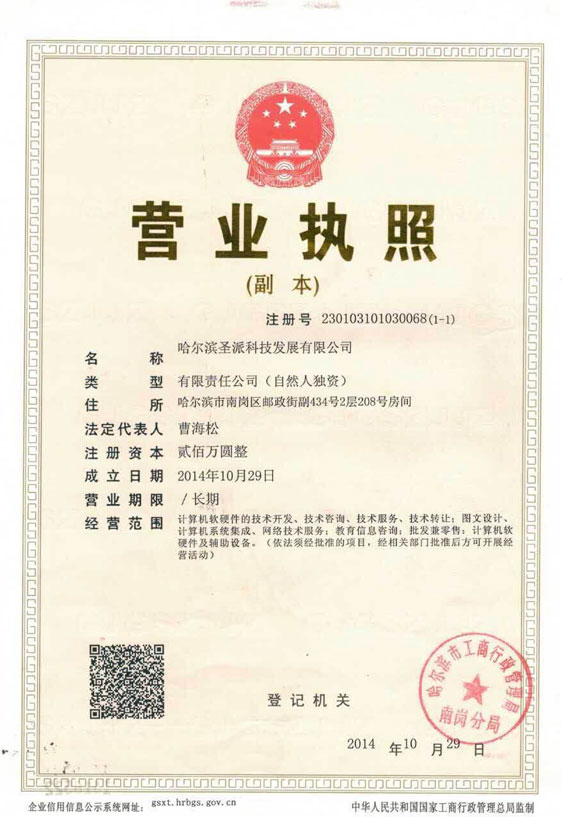 营业执照
(副 本)
注册号 230103101030068(1-1)
名 称 哈尔滨圣派科技发展有限公司
类 型 有限责任公司（自然人独资）
住 所 哈尔滨市南岗区邮政街副434号2层208号房间
法定代表人 曹海松
注册资本 贰佰万圆整
成立日期 2014年10月29日
营业期限 /长期
经营范围 计算机软硬件的技术开发、技术咨询、技术服务、技术转让；图文设计、
计算机系统集成、网络技术服务；教育信息咨询；批发兼零售：计算机软
硬件及辅助设备。（依法须经批准的项目，经相关部门批准后方可开展经
营活动）
哈尔滨市工商行政管理局
南岗分局
登记机关
2014 年 10 月 29 日
企业信用信息公示系统网址： gsxt.hrbgs.gov.cn
中华人民共和国国家工商行政管理总局监制